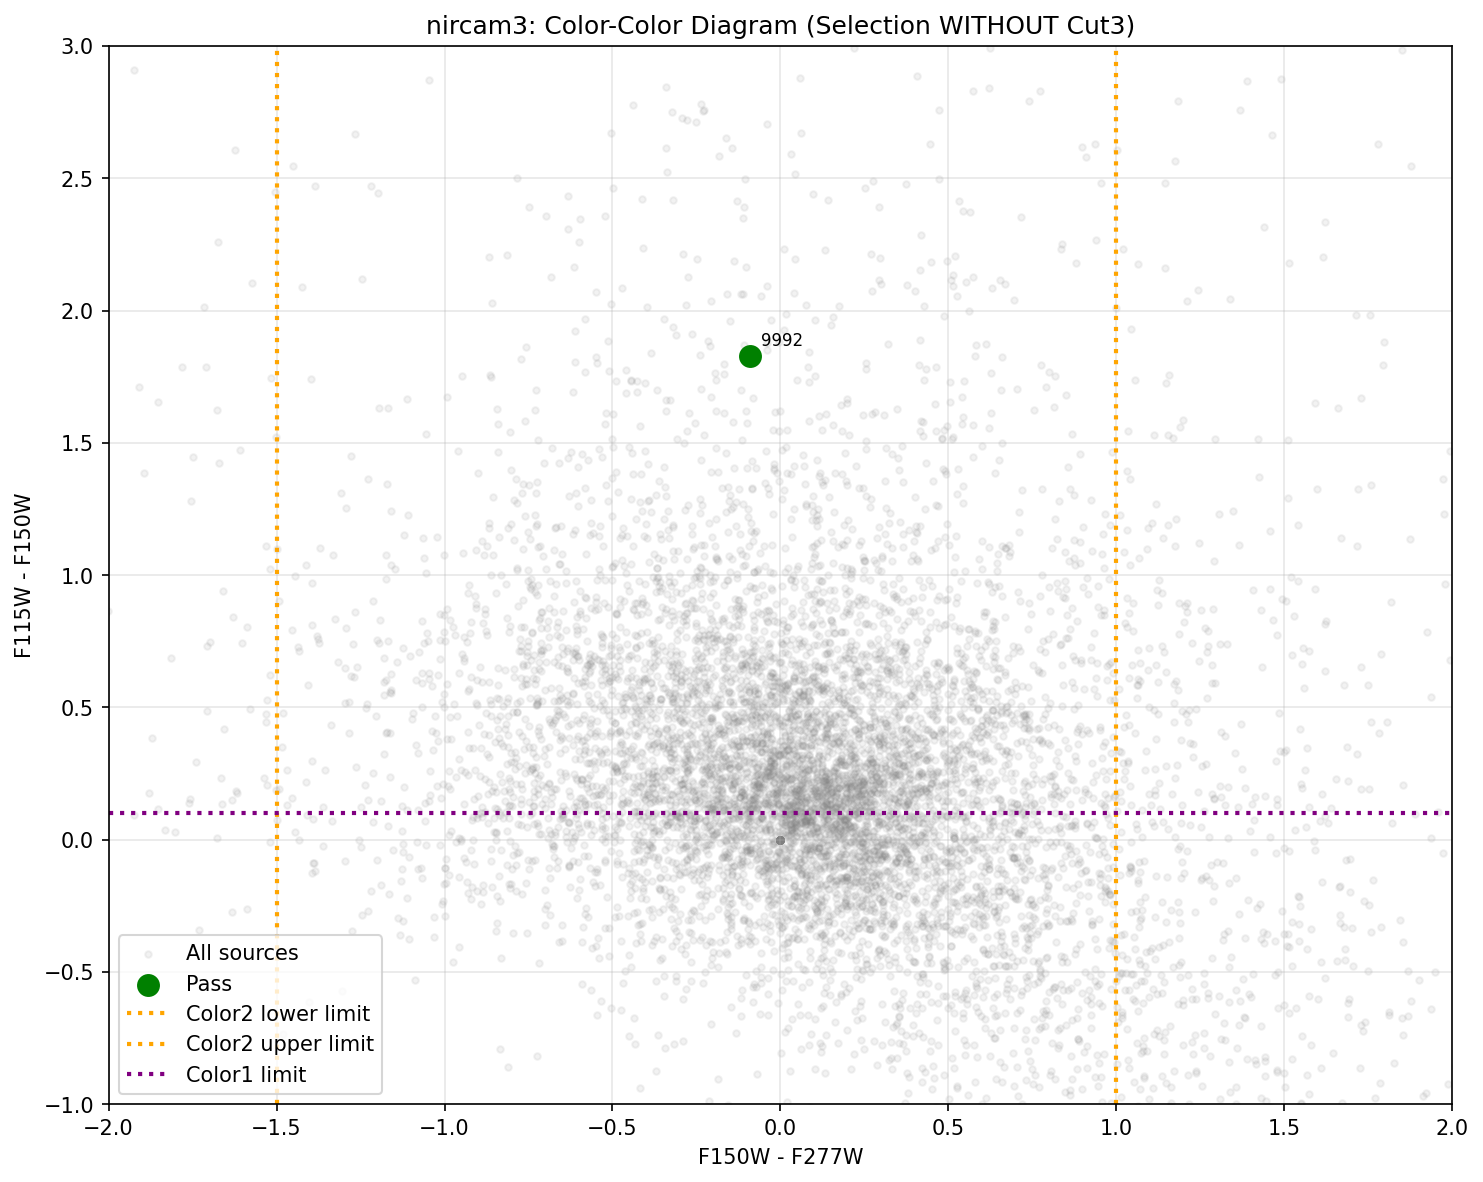 nircam3: Color-Color Diagram (Selection WITHOUT Cut3)
F115W - F150W
3.0
2.5
2.0
1.5
1.0
0.5
0.0
−0.5
−1.0
9992
All sources
Pass
Color2 lower limit
Color2 upper limit
Color1 limit
−2.0
−1.5
−1.0
−0.5
0.0
0.5
1.0
1.5
2.0
F150W - F277W